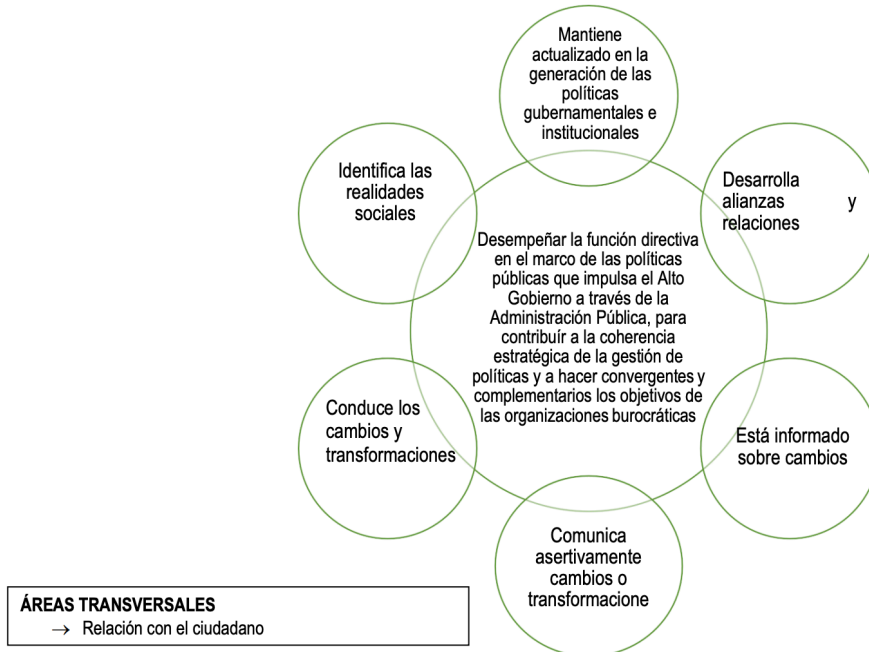 Mantiene
actualizado en la
generación de las
políticas
gubernamentales e
institucionales
Desarrolla
alianzas y
relaciones
Está informado
sobre cambios
Comunica
asertivamente
cambios o
transformacione
Conduce los
cambios y
transformaciones
Identifica las
realidades
sociales
Desempeñar la función directiva
en el marco de las políticas
públicas que impulsa el Alto
Gobierno a través de la
Administración Pública, para
contribuír a la coherencia
estratégica de la gestión de
políticas y a hacer convergentes y
complementarios los objetivos de
las organizaciones burocráticas
ÁREAS TRANSVERSALES
→ Relación con el ciudadano